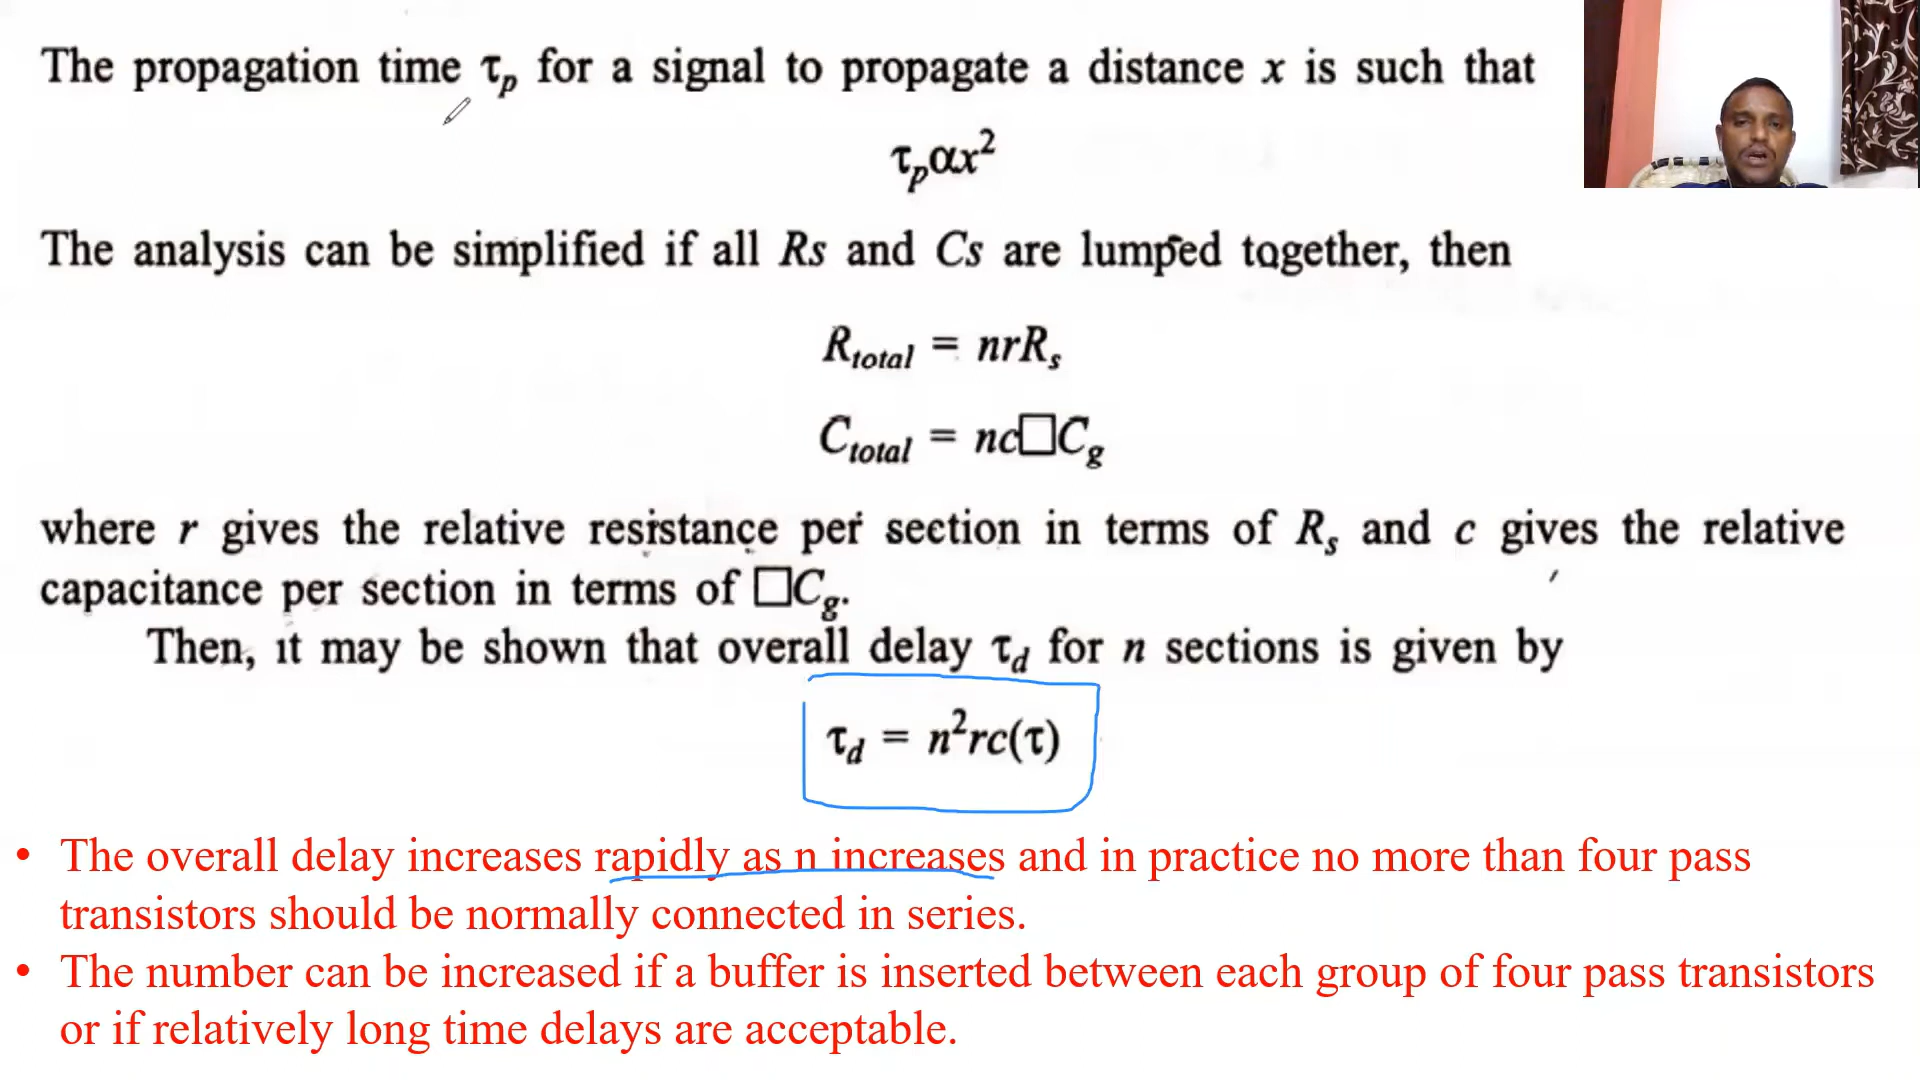 The propagation time τp for a signal to propagate a distance x is such that
τpαx²
The analysis can be simplified if all Rs and Cs are lumped together, then
Rtotal = nrRs
Ctotal = nc□Cg
where r gives the relative resistance per section in terms of Rs and c gives the relative
capacitance per section in terms of □Cg.
Then, it may be shown that overall delay τd for n sections is given by
τd = n²rc(τ)
• The overall delay increases rapidly as n increases and in practice no more than four pass
transistors should be normally connected in series.
• The number can be increased if a buffer is inserted between each group of four pass transistors
or if relatively long time delays are acceptable.